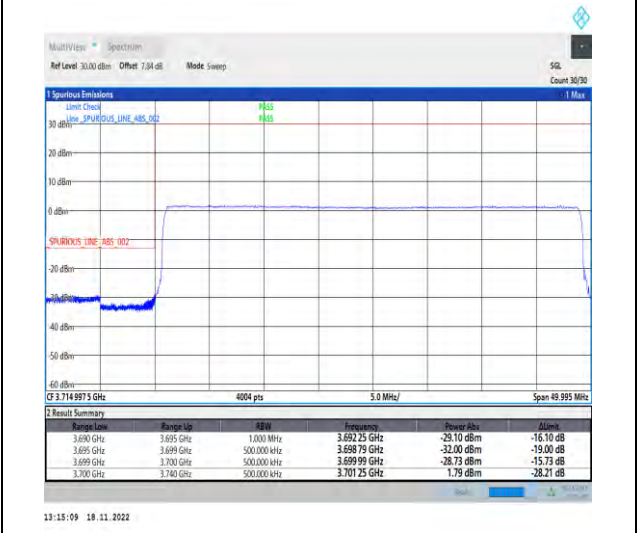 MultiView Spectrum
Ref Level 30.00 dBm Offset 7.84 dB Mode Sweep SGL
Count 30/30
1 Spurious Emissions 1 Max
Limit Check PASS
Line _SPURIOUS_LINE_ABS_002 PASS
30 dBm
20 dBm
10 dBm
0 dBm
_SPURIOUS_LINE_ABS_002
-20 dBm
-30 dBm
-40 dBm
-50 dBm
-60 dBm
CF 3.714 997 5 GHz 4004 pts 5.0 MHz/ Span 49.995 MHz
2 Result Summary
Range Low Range Up RBW Frequency Power Abs ΔLimit
3.690 GHz 3.695 GHz 1.000 MHz 3.692 25 GHz -29.10 dBm -16.10 dB
3.695 GHz 3.699 GHz 500.000 kHz 3.698 79 GHz -32.00 dBm -19.00 dB
3.699 GHz 3.700 GHz 500.000 kHz 3.699 99 GHz -28.73 dBm -15.73 dB
3.700 GHz 3.740 GHz 500.000 kHz 3.701 25 GHz 1.79 dBm -28.21 dB
13:15:09 18.11.2022